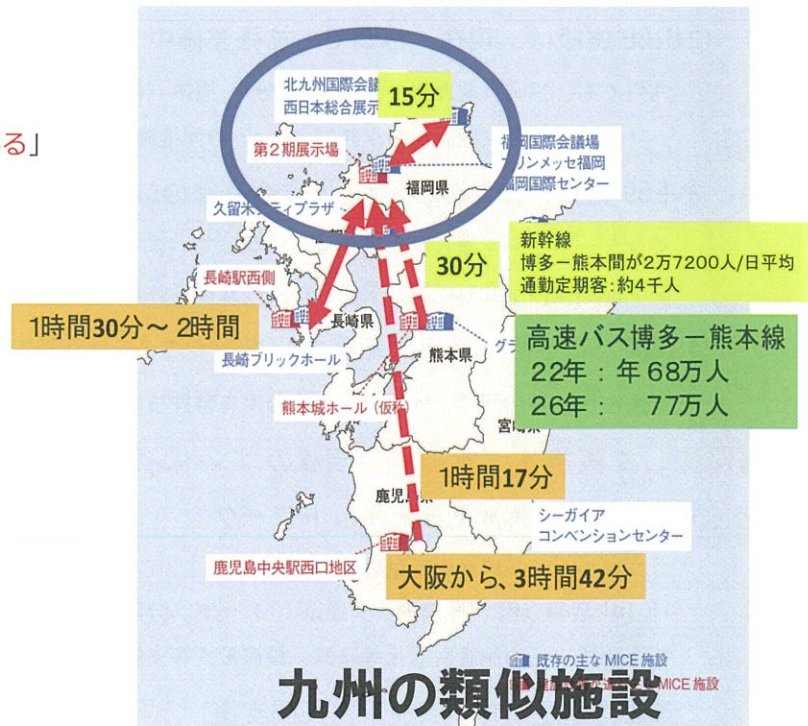 る」
北九州国際会議
西日本総合展示
15分
第2期展示場
福岡国際会議場
マリンメッセ福岡
福岡国際センター
福岡県
久留米シティプラザ
30分
新幹線
博多－熊本間が2万7200人/日平均
通勤定期客:約4千人
長崎駅西側
1時間30分～2時間
長崎県
長崎ブリックホール
熊本県
高速バス博多－熊本線
22年：年68万人
26年：　77万人
熊本城ホール（仮称）
宮崎県
1時間17分
鹿児島県
シーガイア
コンベンションセンター
鹿児島中央駅西口地区
大阪から、3時間42分
既存の主なMICE施設
MICE施設
九州の類似施設